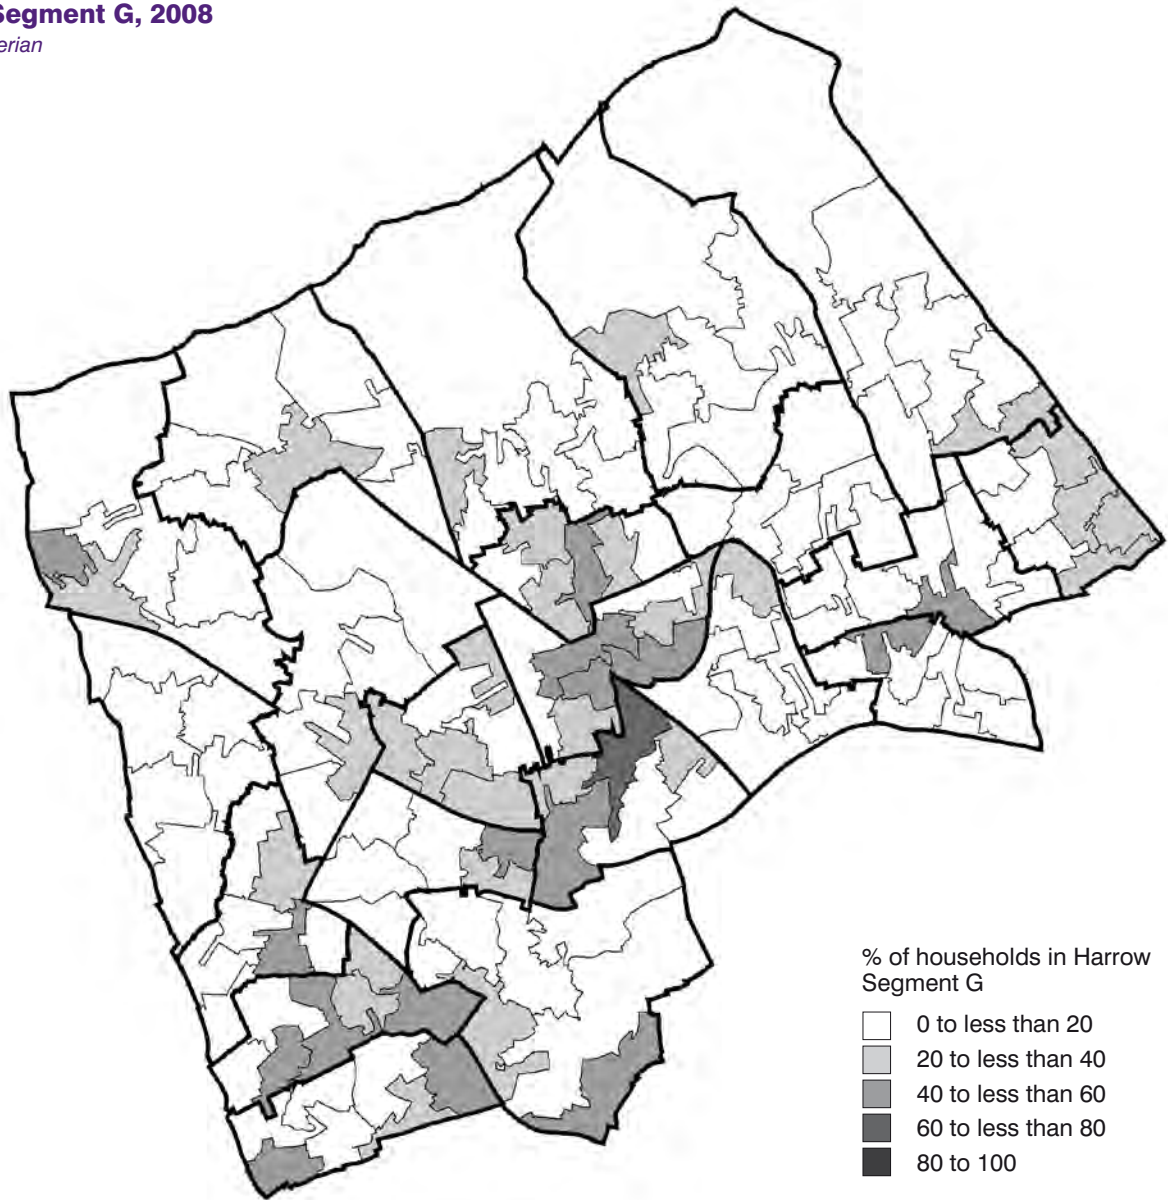 Segment G, 2008
erian
% of households in Harrow
Segment G
0 to less than 20
20 to less than 40
40 to less than 60
60 to less than 80
80 to 100